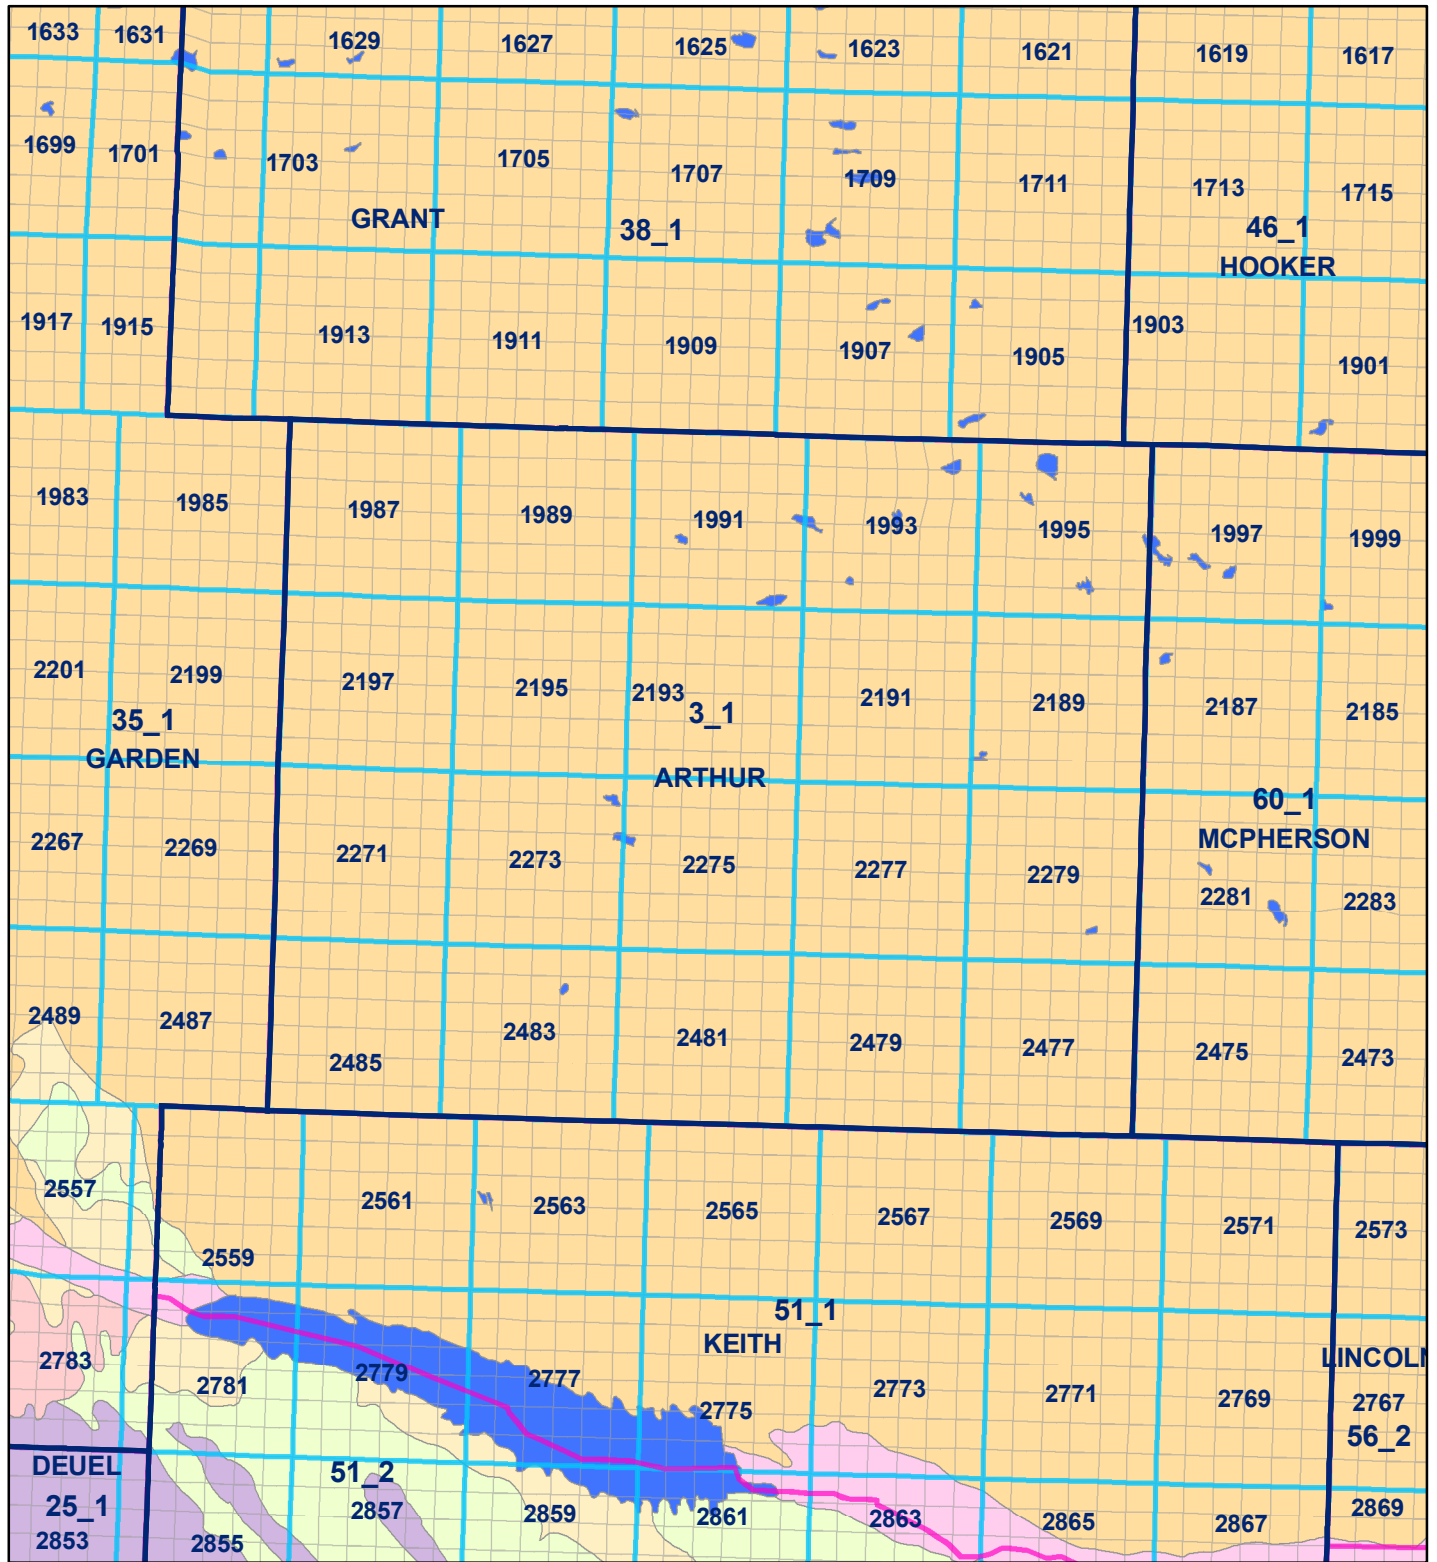 1633 1631 1629 1627 1625 1623 1621 1619 1617
1699 1701 1703 1705 1707 1709 1711 1713 1715
GRANT 38_1 46_1
HOOKER
1917 1915 1913 1911 1909 1907 1905 1903 1901
1983 1985 1987 1989 1991 1993 1995 1997 1999
2201 2199 2197 2195 2193 2191 2189 2187 2185
35_1 3_1
GARDEN ARTHUR
60_1
MCPHERSON
2267 2269 2271 2273 2275 2277 2279 2281 2283
2489 2487 2485 2483 2481 2479 2477 2475 2473
2557 2559 2561 2563 2565 2567 2569 2571 2573
51_1
KEITH LINCOLN
2783 2781 2779 2777 2775 2773 2771 2769 2767
56_2
DEUEL 51_2
25_1
2853 2855 2857 2859 2861 2863 2865 2867 2869